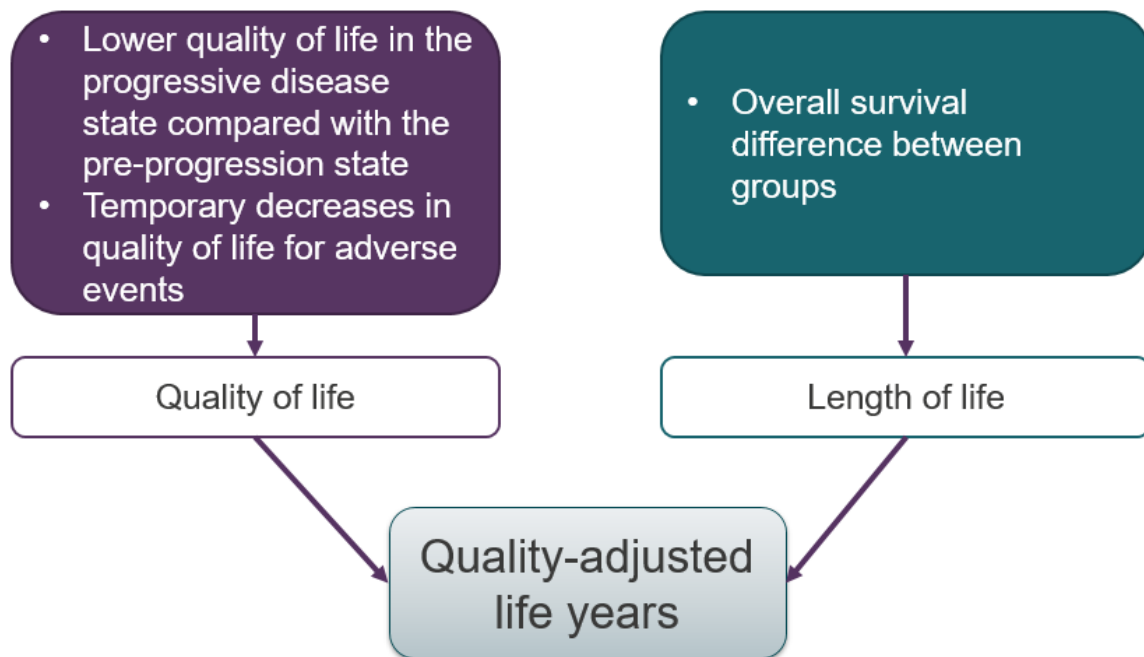 • Lower quality of life in the
progressive disease
state compared with the
pre-progression state
• Temporary decreases in
quality of life for adverse
events
• Overall survival
difference between
groups
Quality of life
Length of life
Quality-adjusted
life years